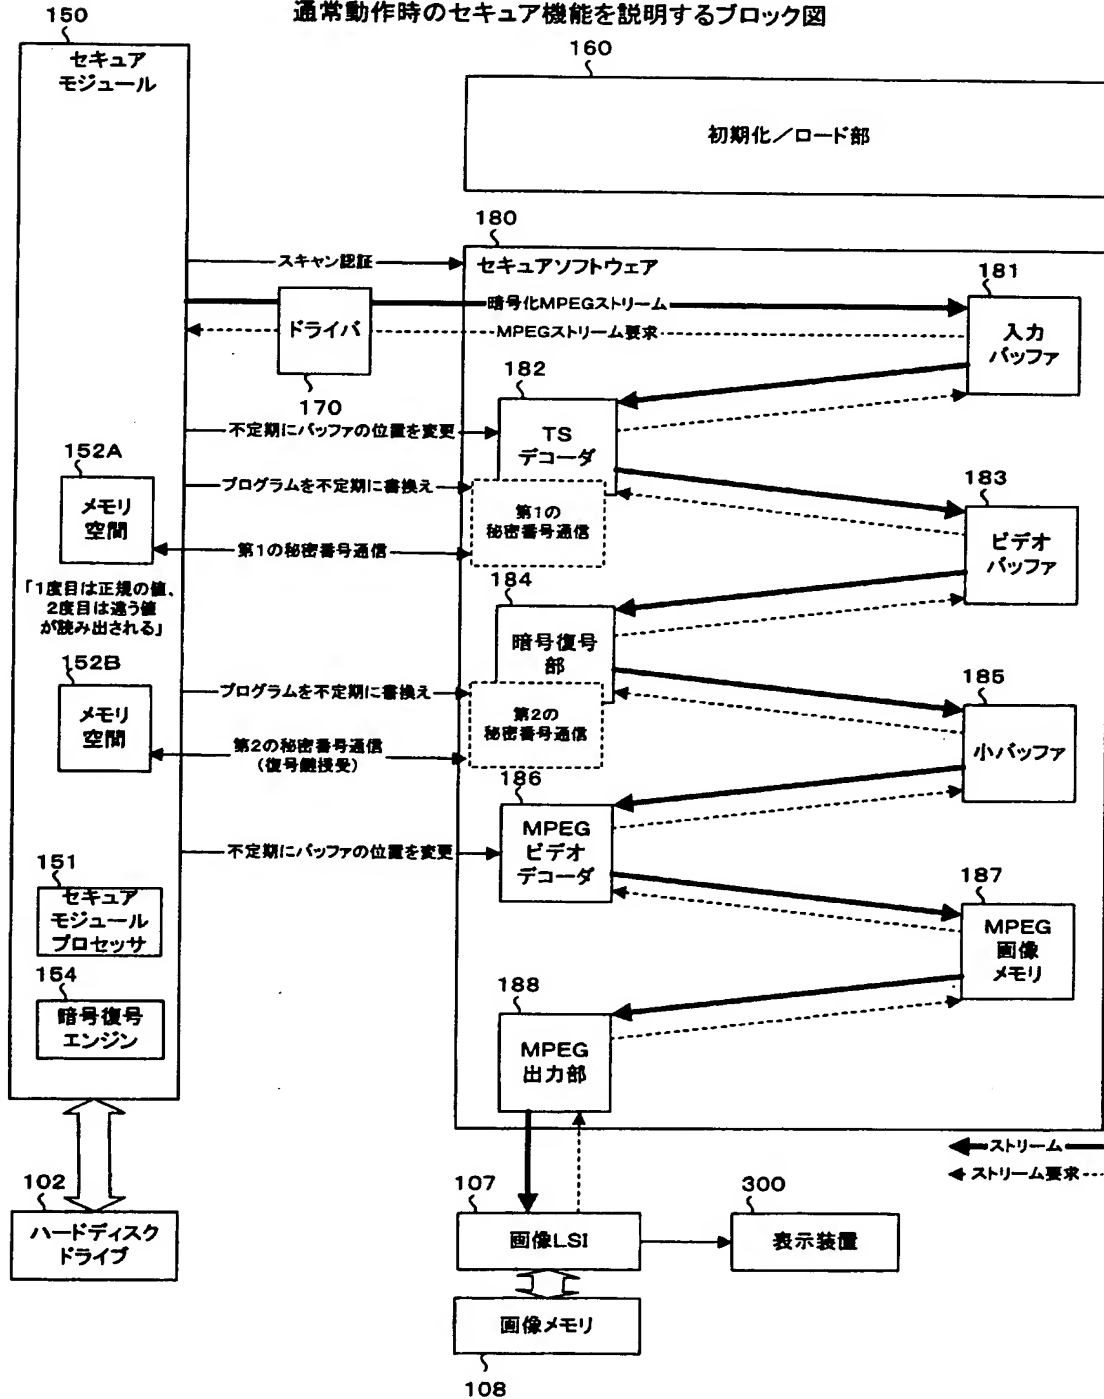 通常動作時のセキュア機能を説明するブロック図
150
セキュア
モジュール
160
初期化／ロード部
180
セキュアソフトウェア
スキャン認証
181
入力
バッファ
暗号化MPEGストリーム
MPEGストリーム要求
ドライバ
170
182
TS
デコーダ
不定期にバッファの位置を変更
152A
メモリ
空間
プログラムを不定期に書換え
第1の
秘密番号通信
第1の秘密番号通信
183
ビデオ
バッファ
「1度目は正規の値、
2度目は違う値
が読み出される」
184
暗号復号
部
152B
メモリ
空間
プログラムを不定期に書換え
第2の
秘密番号通信
第2の秘密番号通信
(復号鍵授受)
185
小バッファ
186
MPEG
ビデオ
デコーダ
不定期にバッファの位置を変更
151
セキュア
モジュール
プロセッサ
187
MPEG
画像
メモリ
154
暗号復号
エンジン
188
MPEG
出力部
ストリーム
ストリーム要求
102
ハードディスク
ドライブ
107
画像LSI
300
表示装置
画像メモリ
108